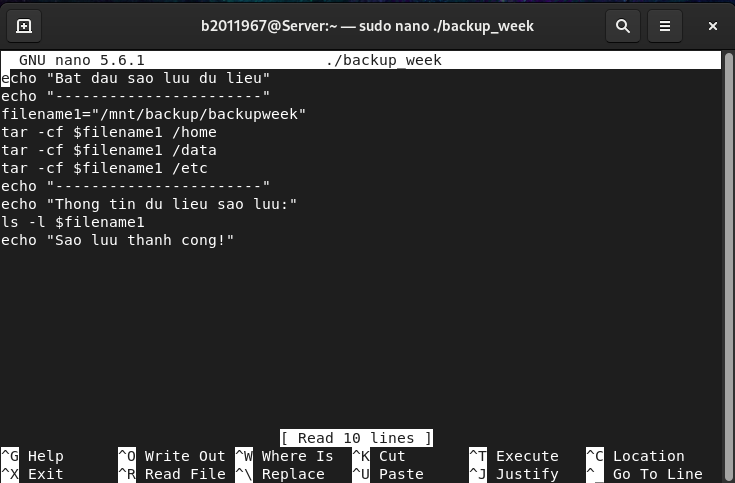 b2011967@Server:~ — sudo nano ./backup_week
GNU nano 5.6.1 ./backup_week
echo "Bat dau sao luu du lieu"
echo "-----------------------"
filename1="/mnt/backup/backupweek"
tar -cf $filename1 /home
tar -cf $filename1 /data
tar -cf $filename1 /etc
echo "-----------------------"
echo "Thong tin du lieu sao luu:"
ls -l $filename1
echo "Sao luu thanh cong!"
[ Read 10 lines ]
^G Help ^O Write Out ^W Where Is ^K Cut ^T Execute ^C Location
^X Exit ^R Read File ^\ Replace ^U Paste ^J Justify ^_ Go To Line